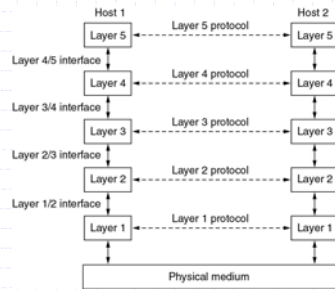 Host 1 Host 2
Layer 5 protocol
Layer 5 Layer 5
Layer 4/5 interface
Layer 4 protocol
Layer 4 Layer 4
Layer 3/4 interface
Layer 3 protocol
Layer 3 Layer 3
Layer 2/3 interface
Layer 2 protocol
Layer 2 Layer 2
Layer 1/2 interface
Layer 1 protocol
Layer 1 Layer 1
Physical medium